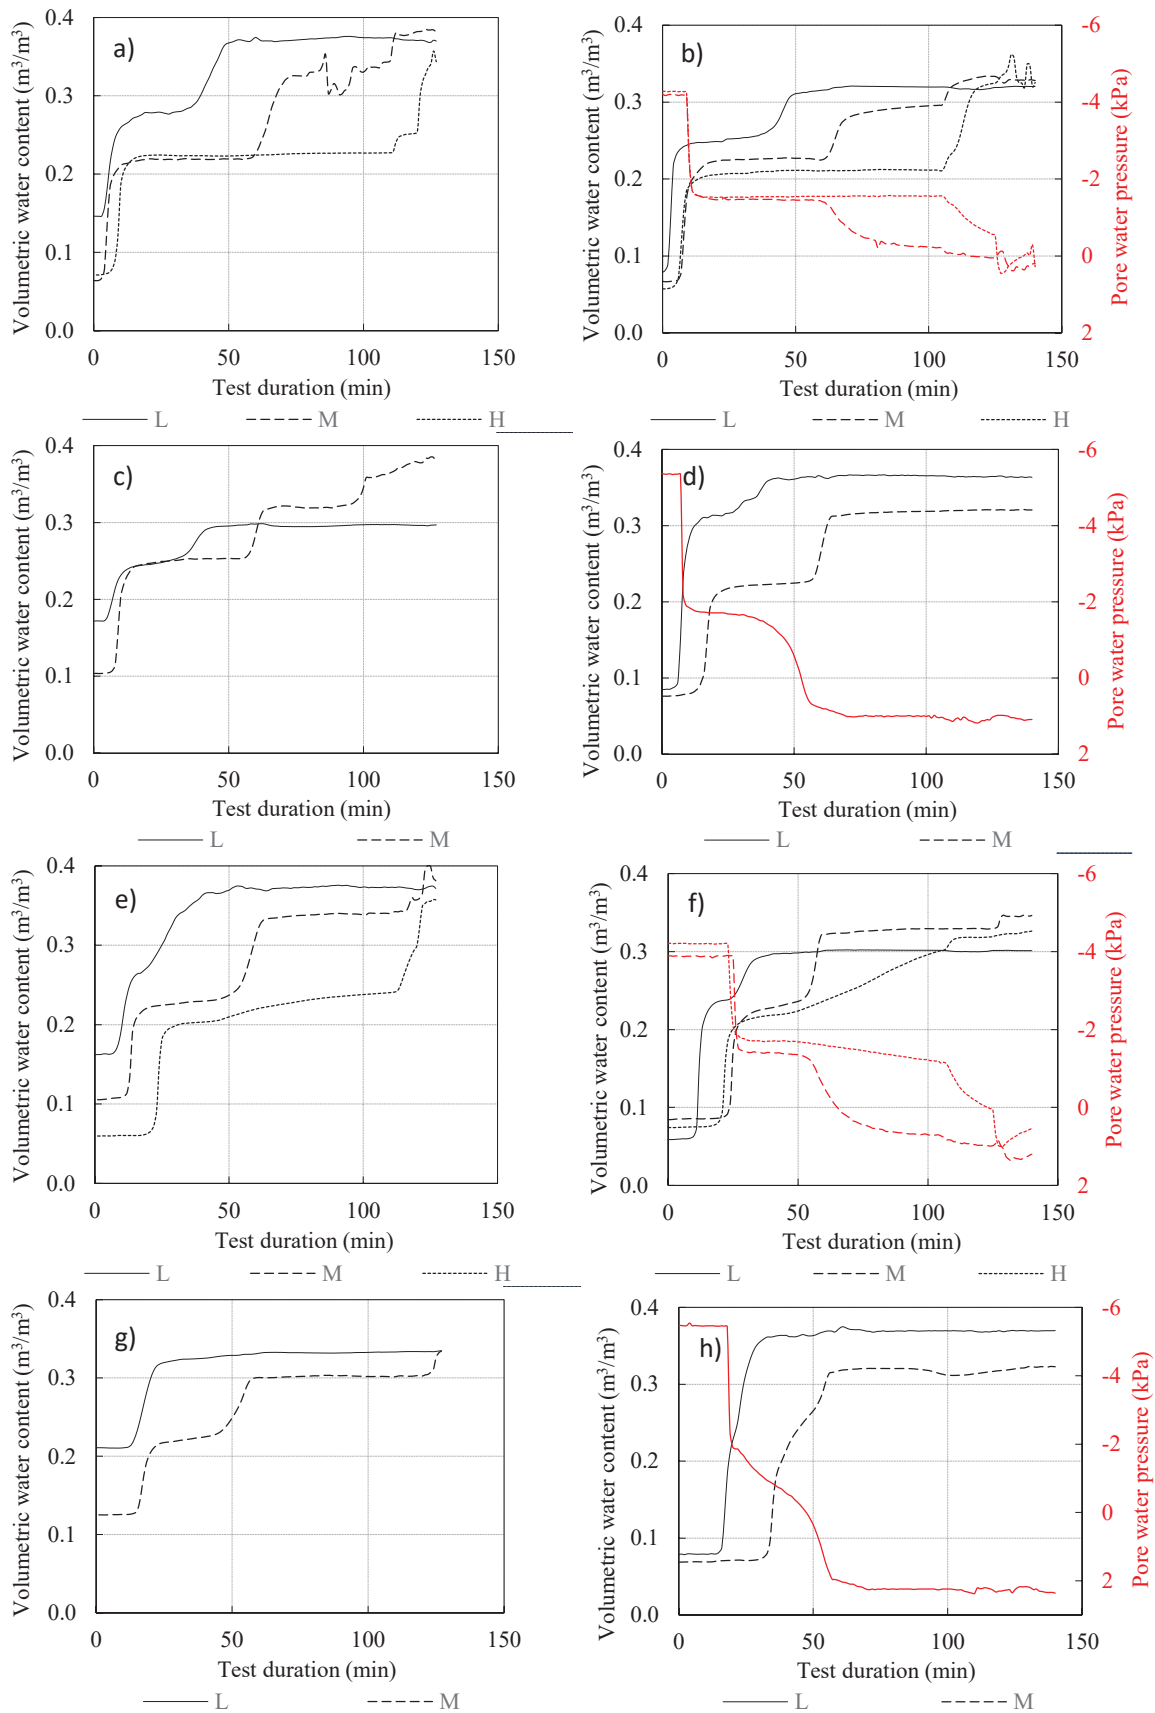 a)
Volumetric water content (m³/m³)
0.4
0.3
0.2
0.1
0.0
0 50 100 150
Test duration (min)
L M H
b)
Volumetric water content (m³/m³)
0.4
0.3
0.2
0.1
0.0
-6
-4
-2
0
2
Pore water pressure (kPa)
0 50 100 150
Test duration (min)
L M H
c)
Volumetric water content (m³/m³)
0.4
0.3
0.2
0.1
0.0
0 50 100 150
Test duration (min)
L M
d)
Volumetric water content (m³/m³)
0.4
0.3
0.2
0.1
0.0
-6
-4
-2
0
2
Pore water pressure (kPa)
0 50 100 150
Test duration (min)
L M
e)
Volumetric water content (m³/m³)
0.4
0.3
0.2
0.1
0.0
0 50 100 150
Test duration (min)
L M H
f)
Volumetric water content (m³/m³)
0.4
0.3
0.2
0.1
0.0
-6
-4
-2
0
2
Pore water pressure (kPa)
0 50 100 150
Test duration (min)
L M H
g)
Volumetric water content (m³/m³)
0.4
0.3
0.2
0.1
0.0
0 50 100 150
Test duration (min)
L M
h)
Volumetric water content (m³/m³)
0.4
0.3
0.2
0.1
0.0
-6
-4
-2
0
2
Pore water pressure (kPa)
0 50 100 150
Test duration (min)
L M